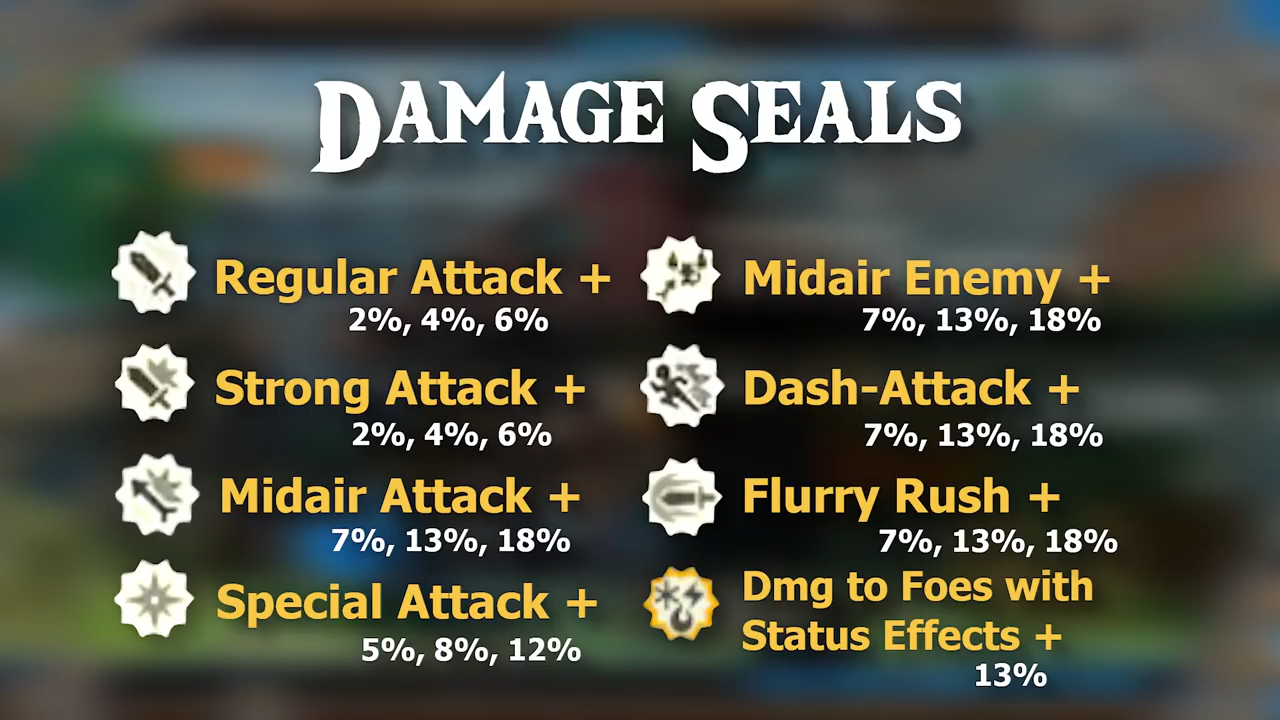 DAMAGE SEALS
Regular Attack +
2%, 4%, 6%
Strong Attack +
2%, 4%, 6%
Midair Attack +
7%, 13%, 18%
Special Attack +
5%, 8%, 12%
Midair Enemy +
7%, 13%, 18%
Dash-Attack +
7%, 13%, 18%
Flurry Rush +
7%, 13%, 18%
Dmg to Foes with
Status Effects +
13%